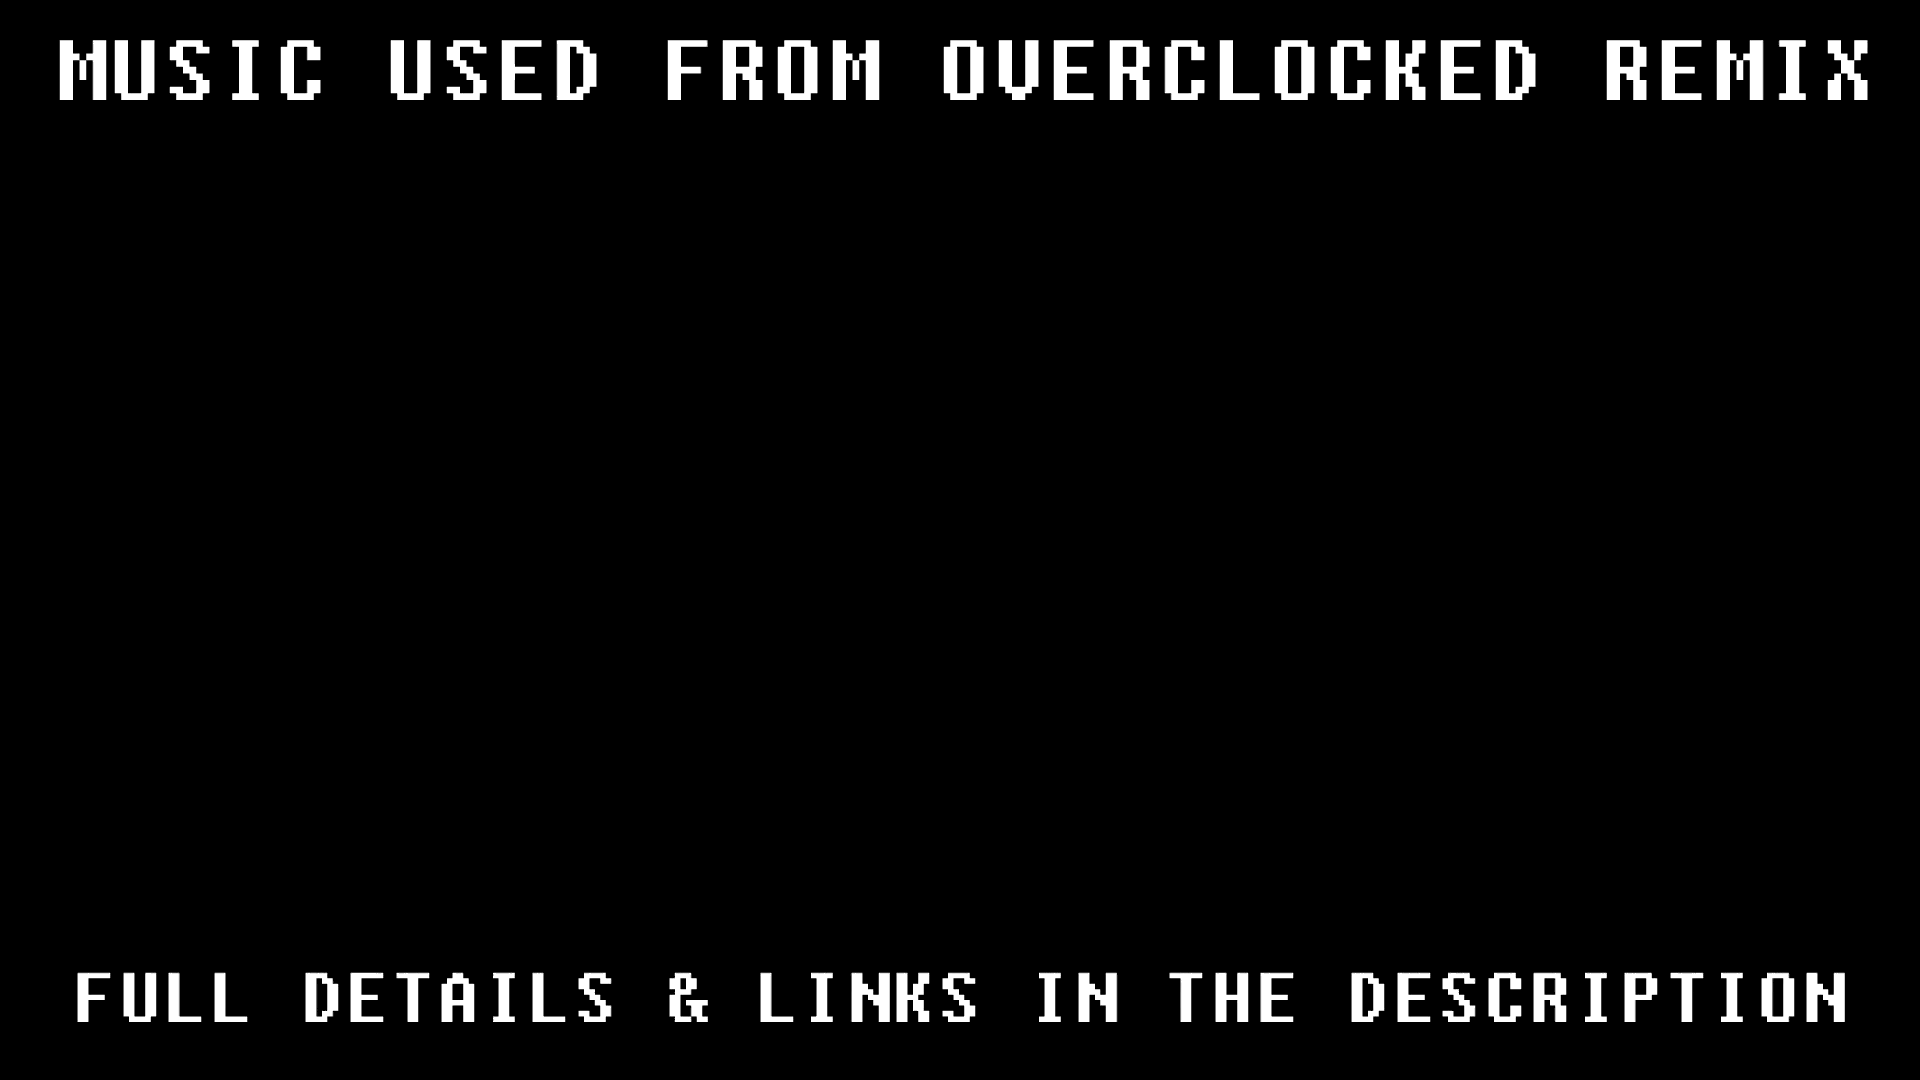 MUSIC USED FROM OVERCLOCKED REMIX
FULL DETAILS & LINKS IN THE DESCRIPTION